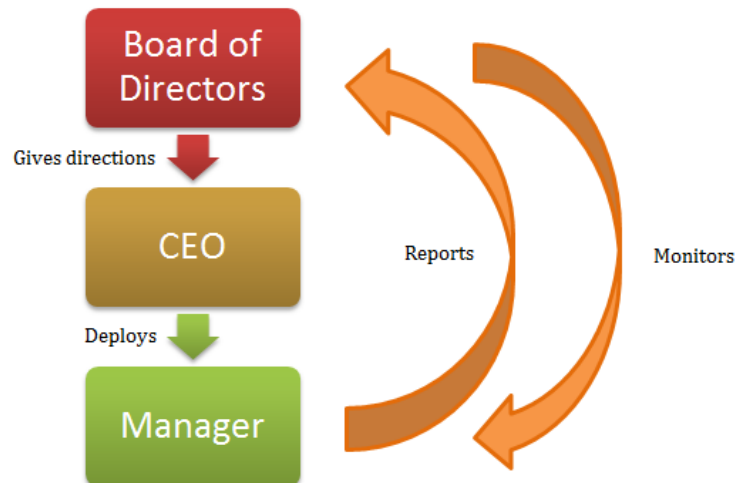 Board of
Directors
Gives directions
CEO
Reports
Monitors
Deploys
Manager